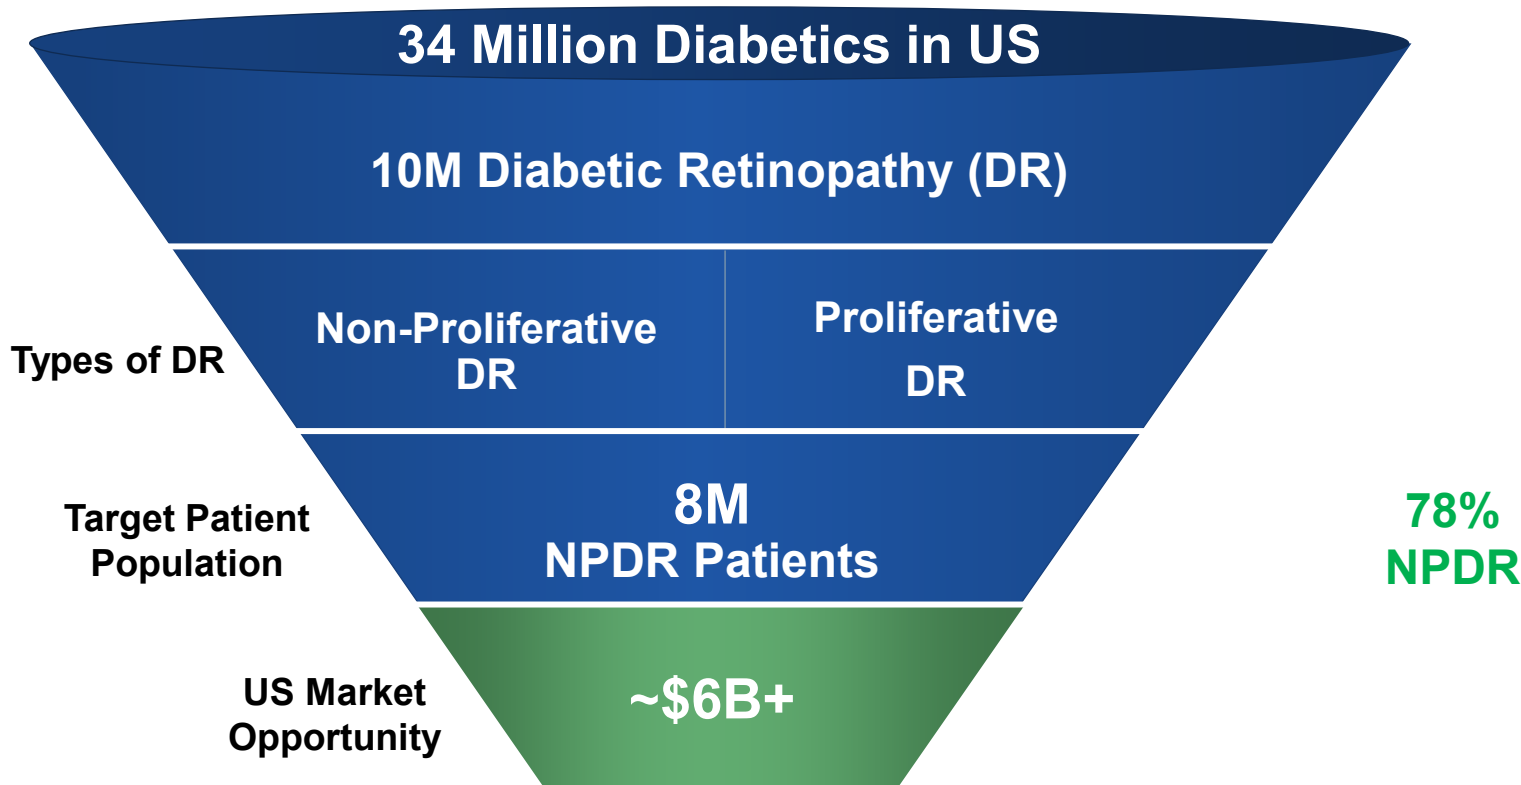 34 Million Diabetics in US
10M Diabetic Retinopathy (DR)
Types of DR
Non-Proliferative
DR
Proliferative
DR
Target Patient
Population
8M
NPDR Patients
78%
NPDR
US Market
Opportunity
~$6B+